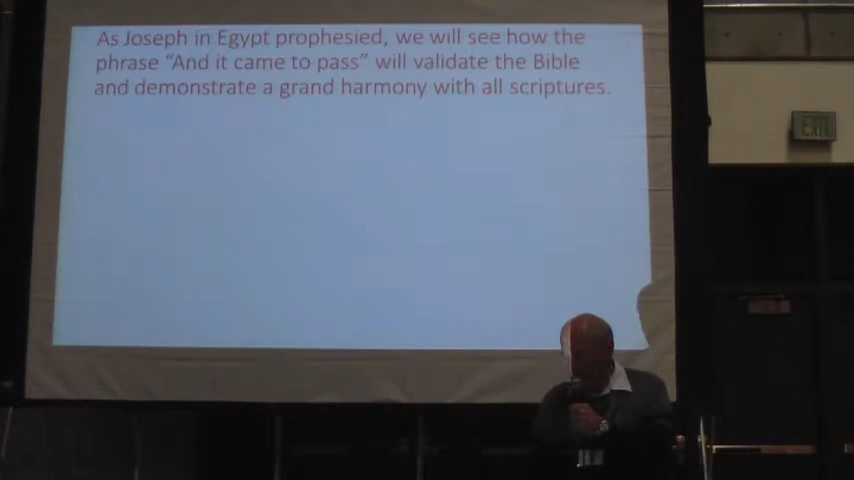 As Joseph in Egypt prophesied, we will see how the
phrase “And it came to pass” will validate the Bible
and demonstrate a grand harmony with all scriptures.
EXIT